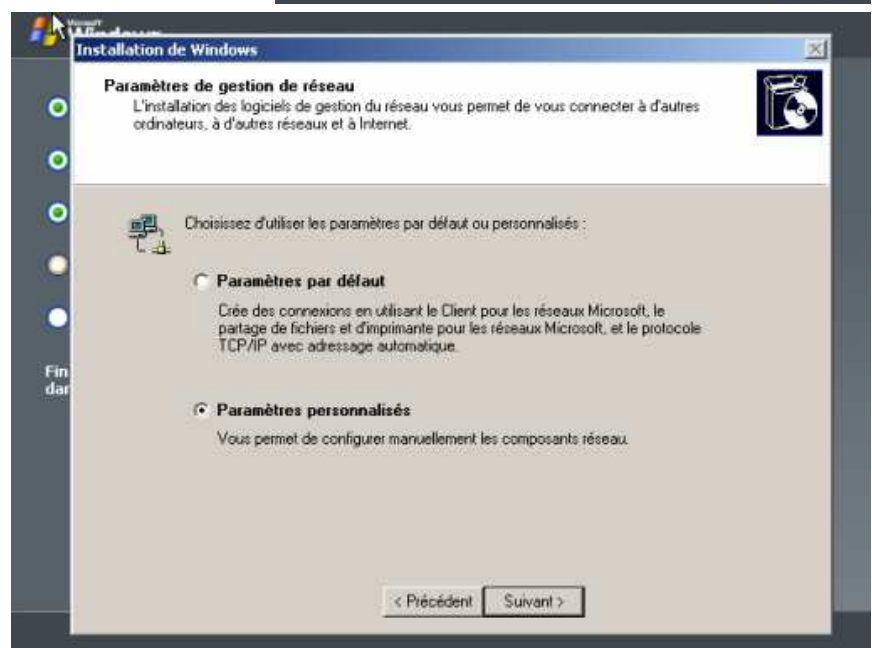 Microsoft
Windows
Installation de Windows
Paramètres de gestion de réseau
L'installation des logiciels de gestion du réseau vous permet de vous connecter à d'autres
ordinateurs, à d'autres réseaux et à Internet.
Choisissez d'utiliser les paramètres par défaut ou personnalisés :
Paramètres par défaut
Crée des connexions en utilisant le Client pour les réseaux Microsoft, le
partage de fichiers et d'imprimante pour les réseaux Microsoft, et le protocole
TCP/IP avec adressage automatique.
Fin
dar
Paramètres personnalisés
Vous permet de configurer manuellement les composants réseau.
< Précédent
Suivant >